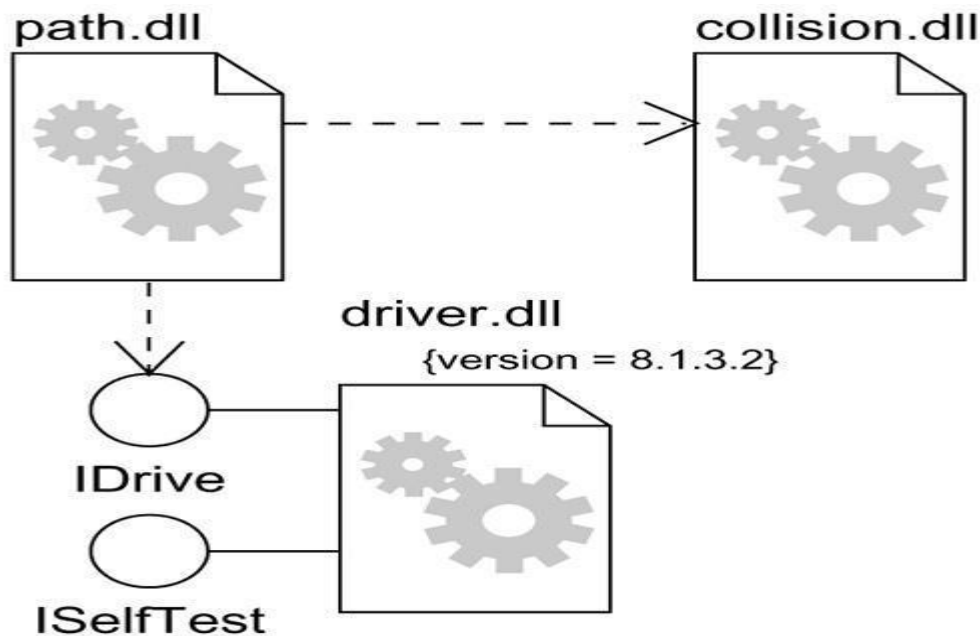 path.dll
collision.dll
driver.dll
{version = 8.1.3.2}
IDrive
ISelfTest